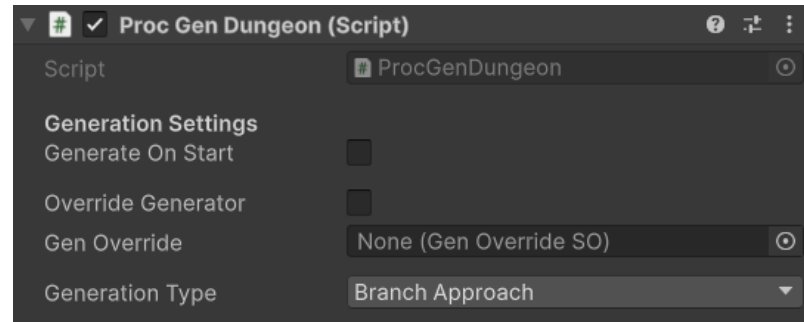 # Proc Gen Dungeon (Script)
Script # ProcGenDungeon
Generation Settings
Generate On Start
Override Generator
Gen Override None (Gen Override SO)
Generation Type Branch Approach